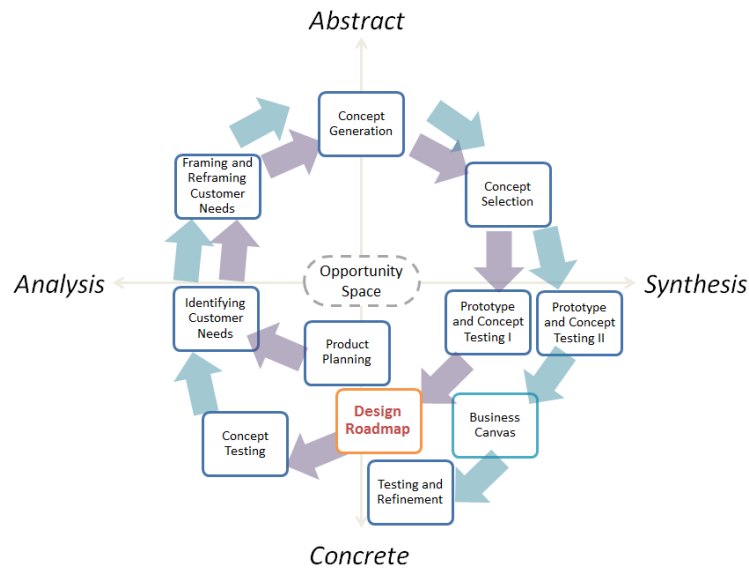 Abstract
Concept
Generation
Framing and
Reframing
Customer
Needs
Concept
Selection
Analysis
Opportunity
Space
Synthesis
Identifying
Customer
Needs
Product
Planning
Prototype
and Concept
Testing I
Prototype
and Concept
Testing II
Design
Roadmap
Business
Canvas
Concept
Testing
Testing and
Refinement
Concrete